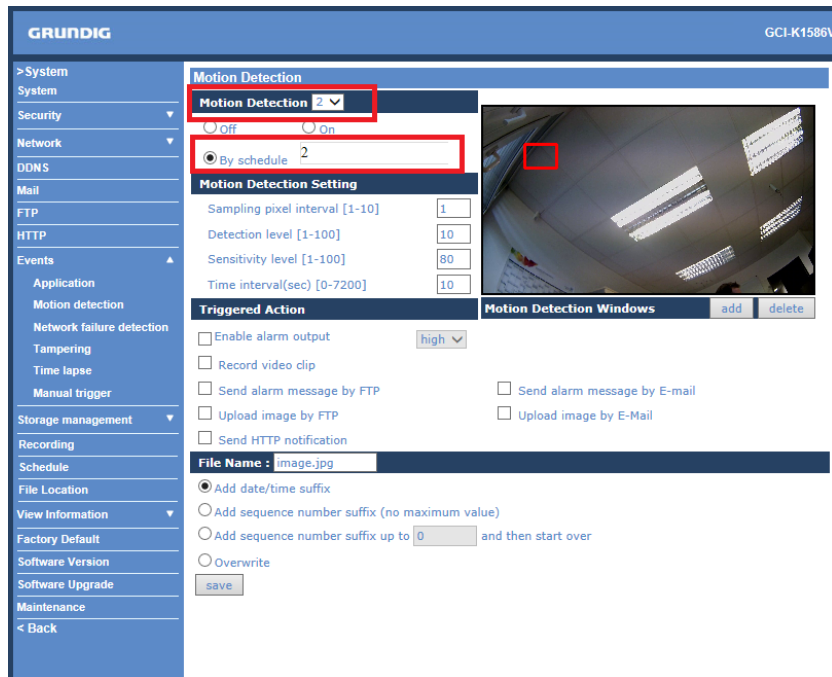 GRUNDIG
GCI-K1586V
>System
System
Security
Network
DDNS
Mail
FTP
HTTP
Events
Application
Motion detection
Network failure detection
Tampering
Time lapse
Manual trigger
Storage management
Recording
Schedule
File Location
View Information
Factory Default
Software Version
Software Upgrade
Maintenance
< Back
Motion Detection
Motion Detection 2
Off On
By schedule 2
Motion Detection Setting
Sampling pixel interval [1-10] 1
Detection level [1-100] 10
Sensitivity level [1-100] 80
Time interval(sec) [0-7200] 10
Motion Detection Windows add delete
Triggered Action
Enable alarm output high
Record video clip
Send alarm message by FTP Send alarm message by E-mail
Upload image by FTP Upload image by E-Mail
Send HTTP notification
File Name : image.jpg
Add date/time suffix
Add sequence number suffix (no maximum value)
Add sequence number suffix up to 0 and then start over
Overwrite
save